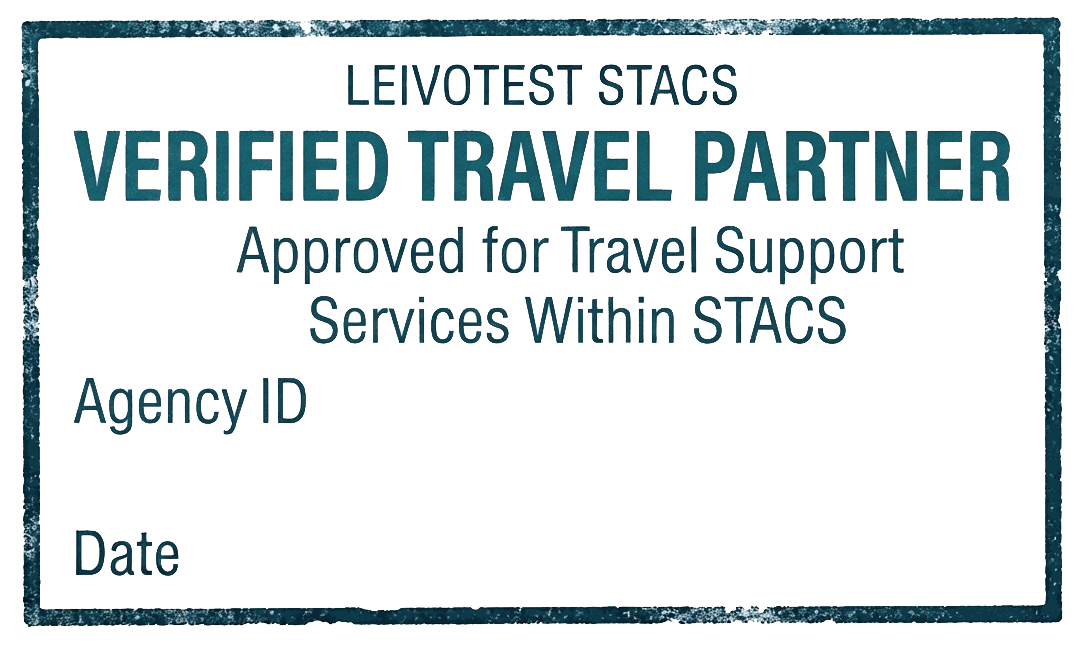 LEIVOTEST STACS
VERIFIED TRAVEL PARTNER
Approved for Travel Support
Services Within STACS
Agency ID
Date